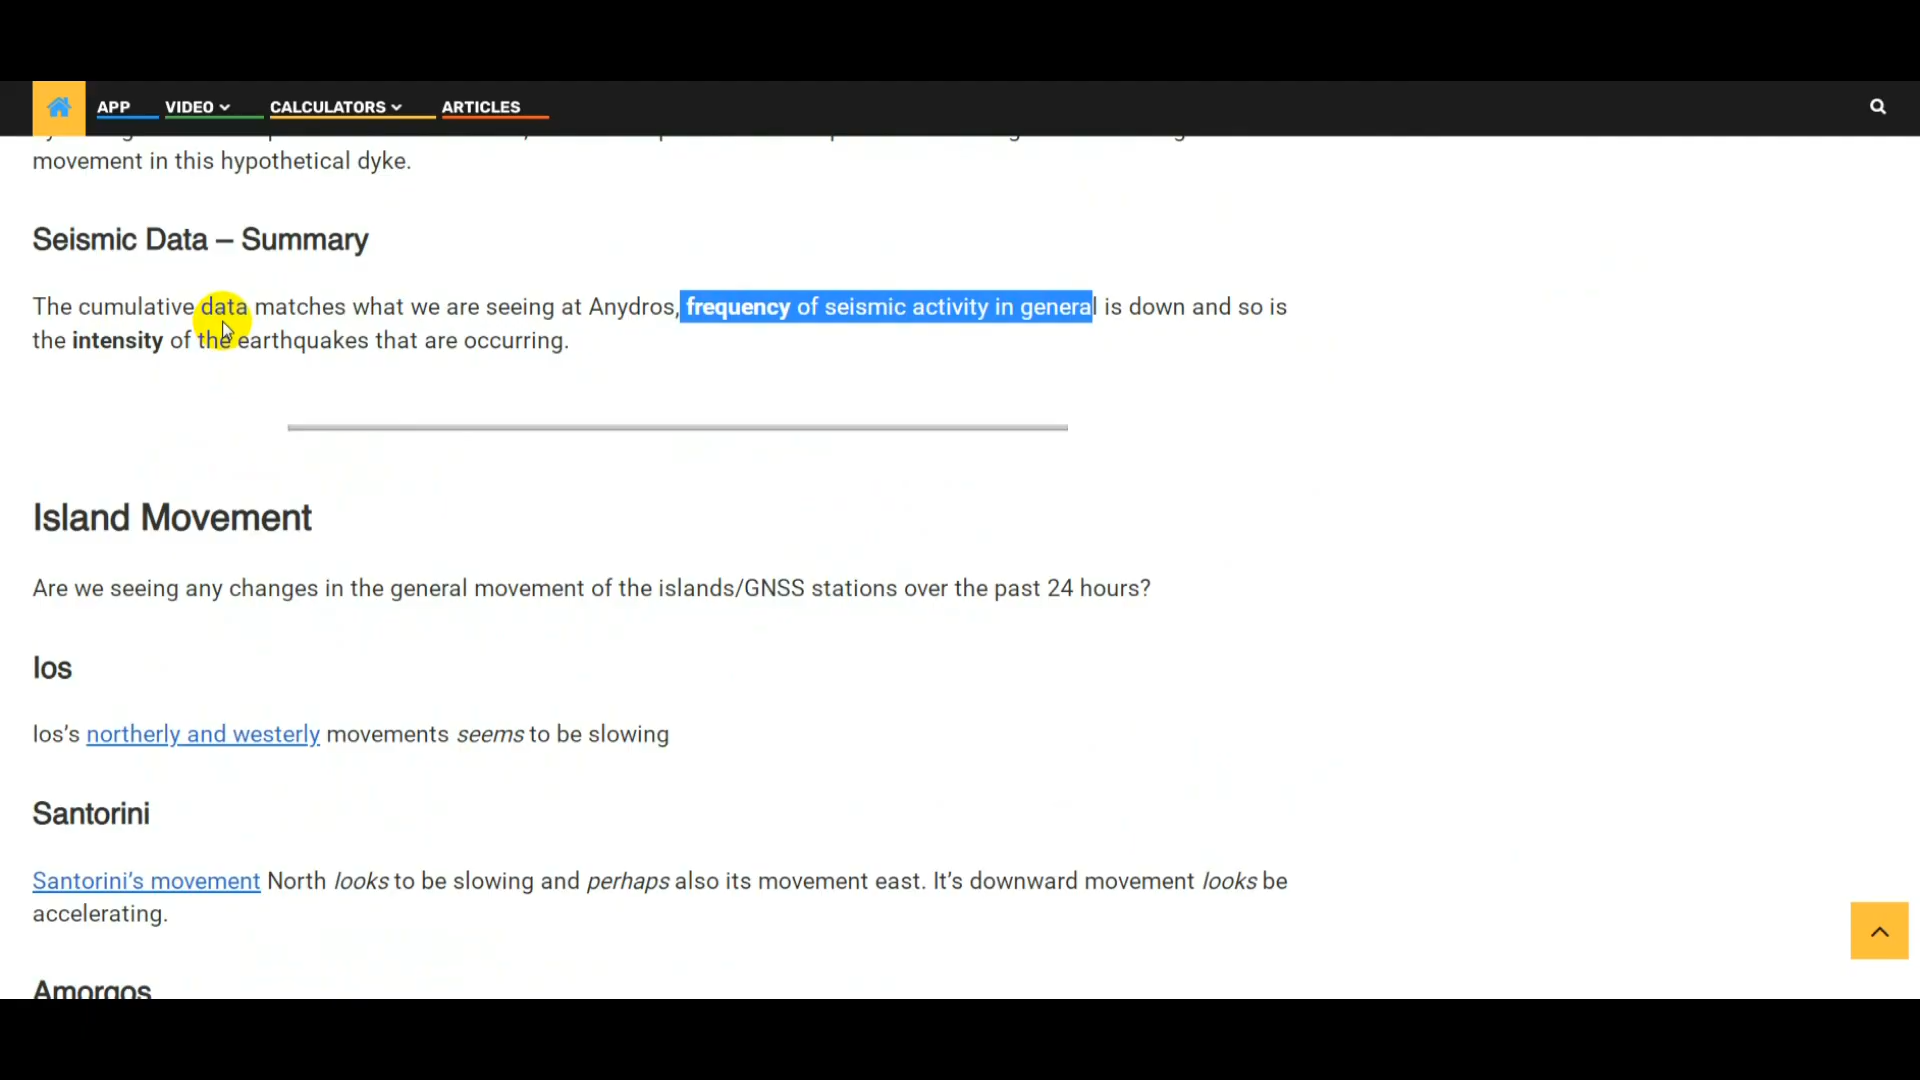 APP VIDEO CALCULATORS ARTICLES
movement in this hypothetical dyke.
Seismic Data – Summary
The cumulative data matches what we are seeing at Anydros, frequency of seismic activity in general is down and so is
the intensity of the earthquakes that are occurring.
Island Movement
Are we seeing any changes in the general movement of the islands/GNSS stations over the past 24 hours?
Ios
Ios's northerly and westerly movements seems to be slowing
Santorini
Santorini's movement North looks to be slowing and perhaps also its movement east. It's downward movement looks be
accelerating.
Amorgos